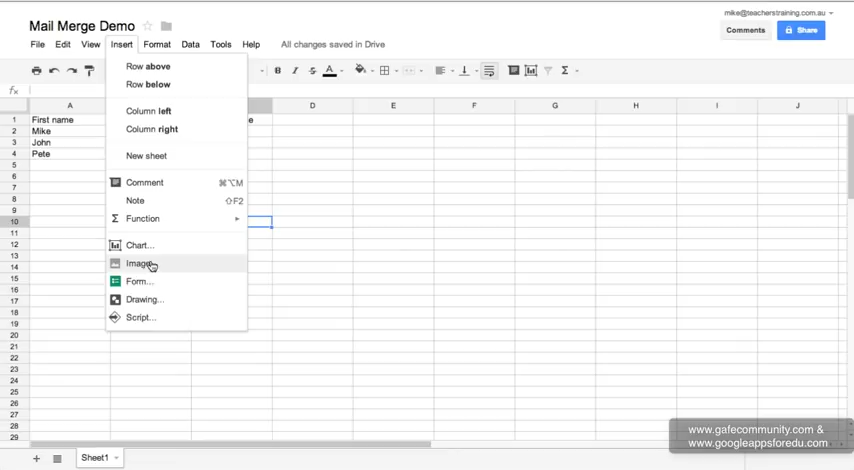 Mail Merge Demo
mike@teacherstraining.com.au
Comments
Share
File Edit View Insert Format Data Tools Help All changes saved in Drive
Row above
Row below
Column left
Column right
New sheet
Comment ⌘⌥M
Note ⇧F2
Σ Function
Chart...
Image
Form...
Drawing...
Script...
B I S A Σ
fx
A D E F G H I J
1 First name e
2 Mike
3 John
4 Pete
5
6
7
8
9
10
11
12
13
14
15
16
17
18
19
20
21
22
23
24
25
26
27
28
29
www.gafecommunity.com &
www.googleappsforedu.com
+ Sheet1